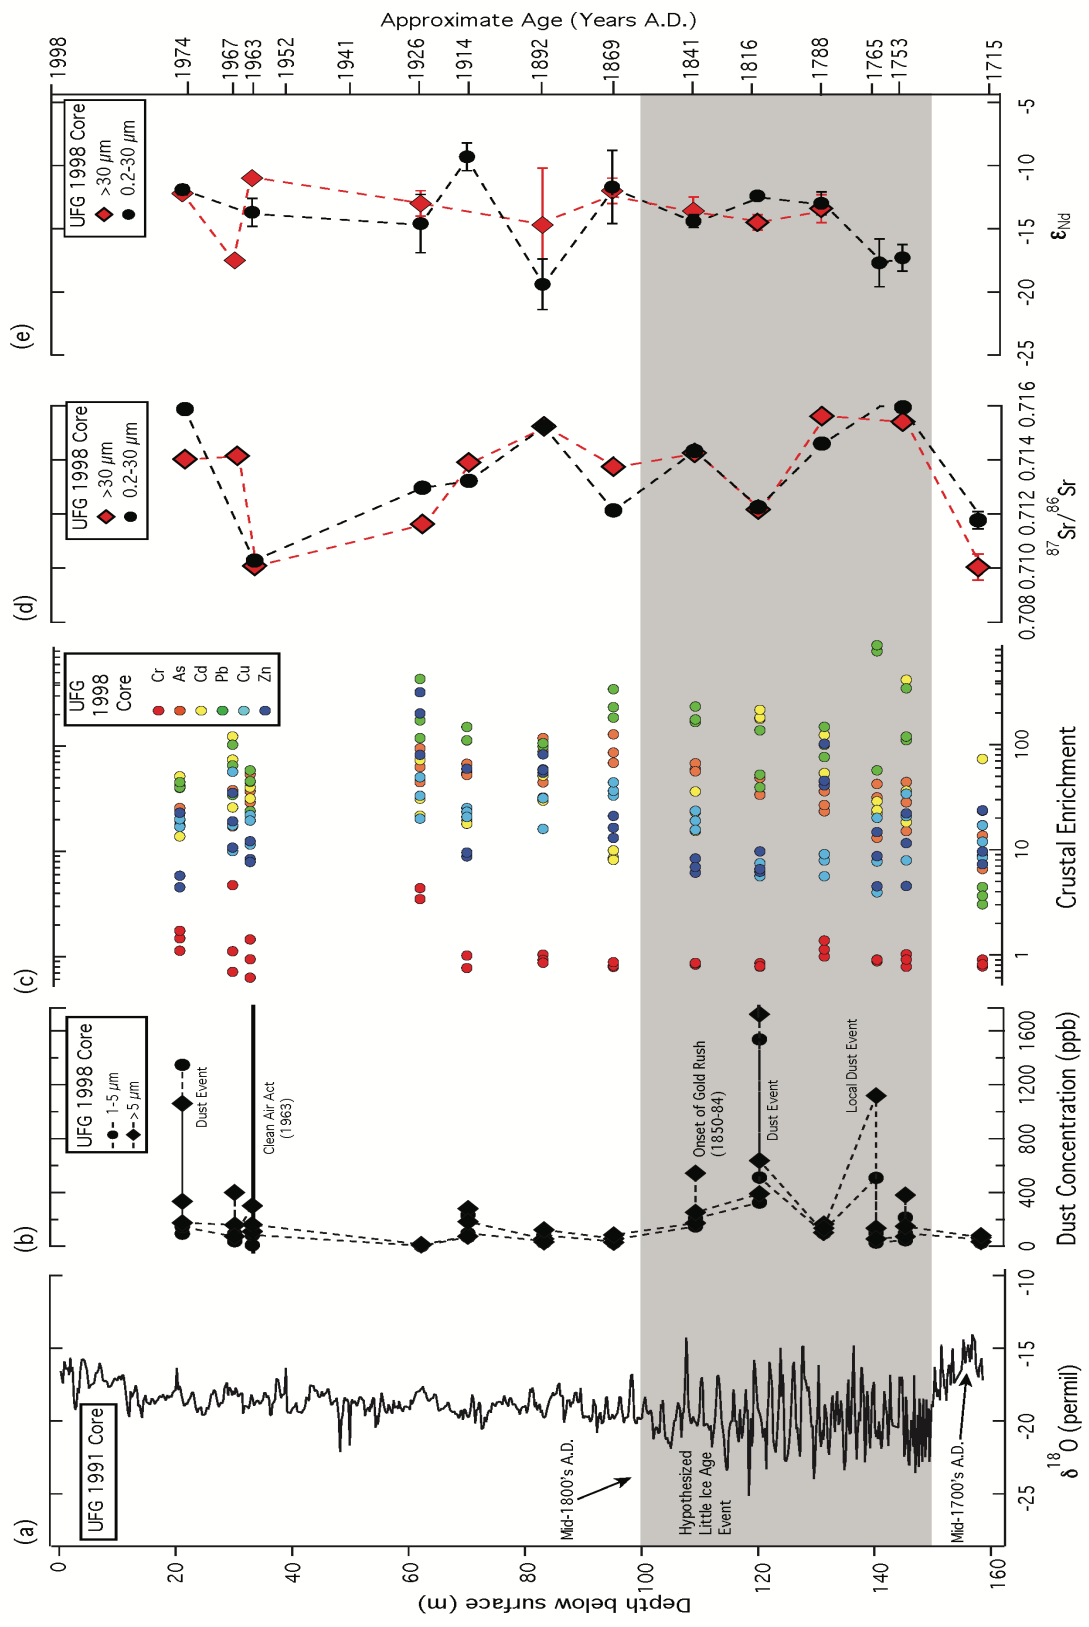 Approximate Age (Years A.D.)
1998
1974
1967
1963
1952
1941
1926
1914
1892
1869
1841
1816
1788
1765
1753
1715
(e)
UFG 1998 Core
>30 µm
0.2-30 µm
-5
-10
-15
-20
-25
εNd
(d)
UFG 1998 Core
>30 µm
0.2-30 µm
0.716
0.714
0.712
0.710
0.708
87Sr/86Sr
(c)
UFG
1998
Core
Cr
As
Cd
Pb
Cu
Zn
100
10
1
Crustal Enrichment
(b)
UFG 1998 Core
1-5 µm
>5 µm
Dust Event
Clean Air Act
(1963)
Onset of Gold Rush
(1850-84)
Dust Event
Local Dust Event
1600
1200
800
400
0
Dust Concentration (ppb)
(a)
UFG 1991 Core
Mid-1800's A.D.
Hypothesized
Little Ice Age
Event
Mid-1700's A.D.
-10
-15
-20
-25
δ18O (permil)
0
20
40
60
80
100
120
140
160
Depth below surface (m)